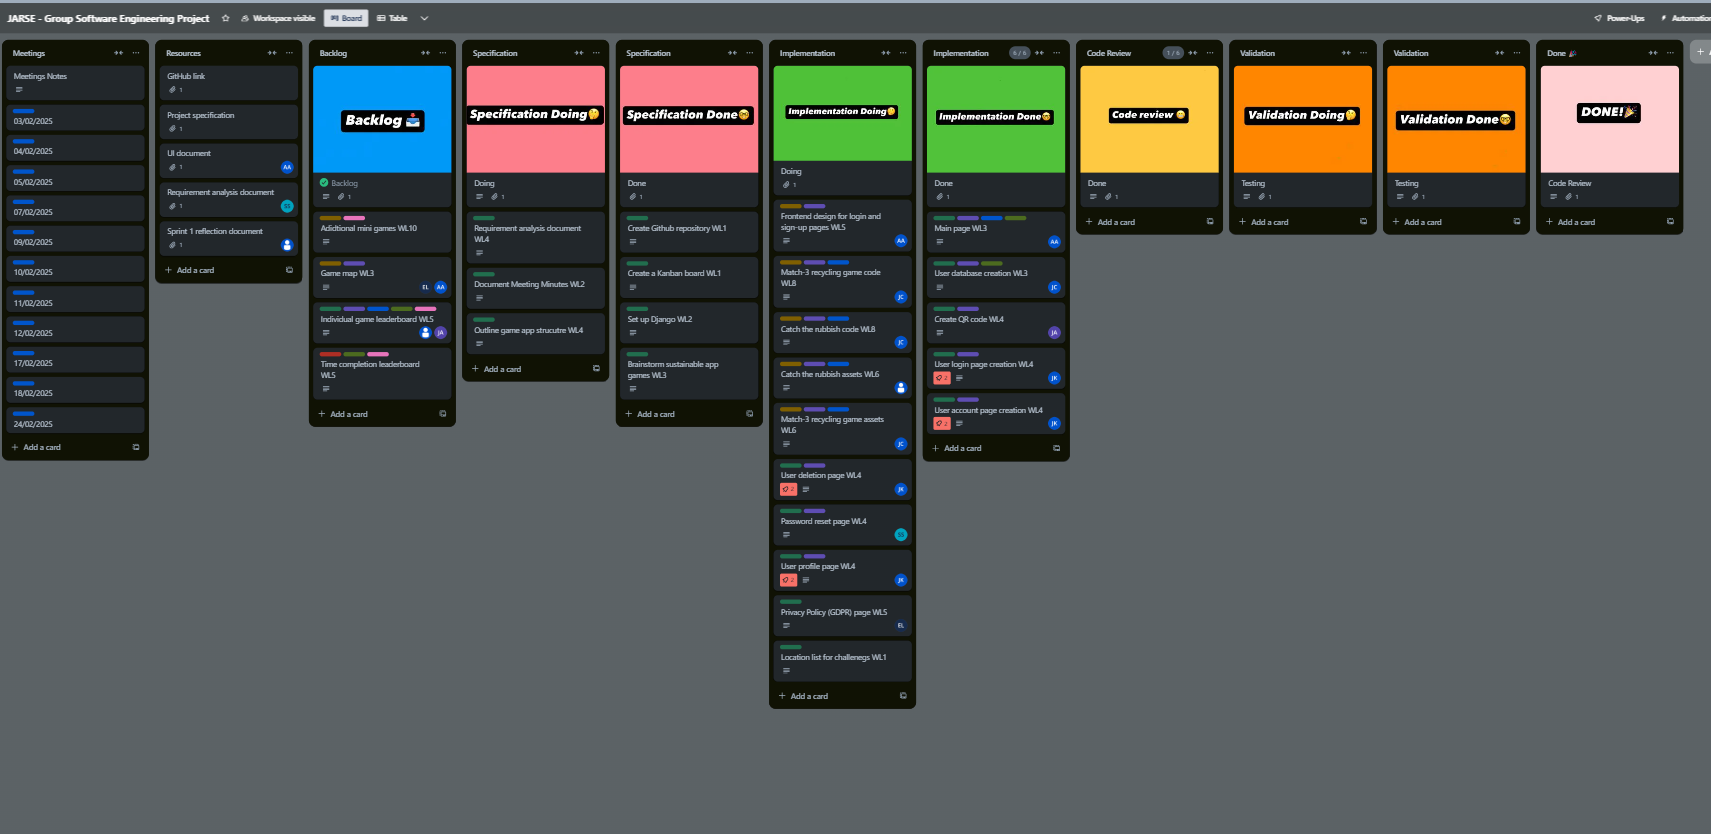 JARSE - Group Software Engineering Project
Workspace visible
Board
Table
Power-Ups
Automation
Meetings
Meetings Notes
03/02/2025
04/02/2025
05/02/2025
07/02/2025
09/02/2025
10/02/2025
11/02/2025
12/02/2025
17/02/2025
18/02/2025
24/02/2025
+ Add a card
Resources
GitHub link
1
Project specification
1
UI document
1
AA
Requirement analysis document
1
SS
Sprint 1 reflection document
1
+ Add a card
Backlog
Backlog 📥
Backlog
1
Adictional mini games WL10
Game map WL3
EL AA
Individual game leaderboard WL5
JA
Time completion leaderboard
WL5
+ Add a card
Specification
Specification Doing🤔
Doing
1
Requirement analysis document
WL4
Document Meeting Minutes WL2
Outline game app strucutre WL4
+ Add a card
Specification
Specification Done🤓
Done
1
Create Github repository WL1
Create a Kanban board WL1
Set up Django WL2
Brainstorm sustainable app
games WL3
+ Add a card
Implementation
Implementation Doing🤔
Doing
1
Frontend design for login and
sign-up pages WL5
AA
Match-3 recycling game code
WL8
JC
Catch the rubbish code WL8
JC
Catch the rubbish assets WL6
Match-3 recycling game assets
WL6
JC
User deletion page WL4
2
JK
Password reset page WL4
SS
User profile page WL4
2
JK
Privacy Policy (GDPR) page WL5
EL
Location list for challenegs WL1
+ Add a card
Implementation
6 / 6
Implementation Done🤓
Done
1
Main page WL3
AA
User database creation WL3
JC
Create QR code WL4
JA
User login page creation WL4
2
JK
User account page creation WL4
2
JK
+ Add a card
Code Review
1 / 6
Code review 🤓
Done
1
+ Add a card
Validation
Validation Doing🤔
Testing
1
+ Add a card
Validation
Validation Done🤓
Testing
1
+ Add a card
Done 🎉
DONE!🎉
Code Review
1
+ Add a card